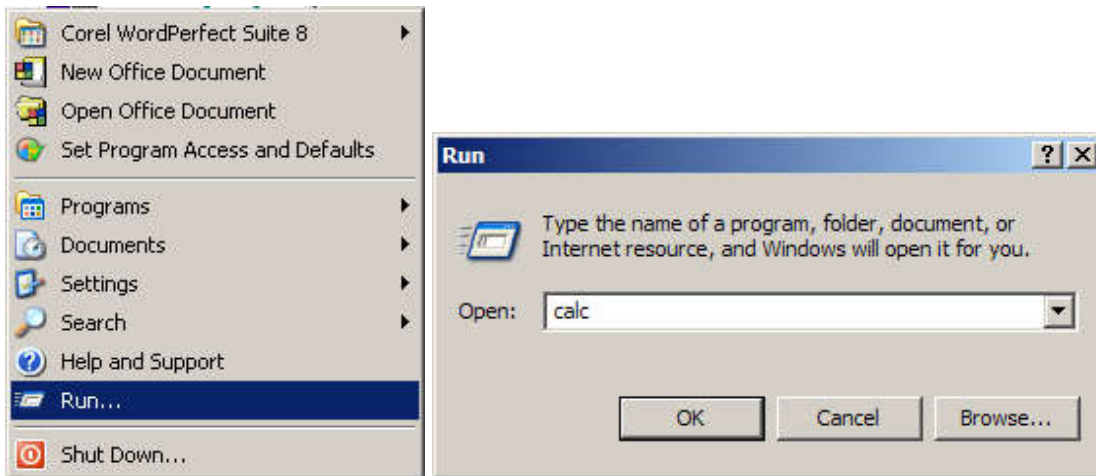 Corel WordPerfect Suite 8
New Office Document
Open Office Document
Set Program Access and Defaults
Programs
Documents
Settings
Search
Help and Support
Run...
Shut Down...
Run
Type the name of a program, folder, document, or
Internet resource, and Windows will open it for you.
Open: calc
OK Cancel Browse...